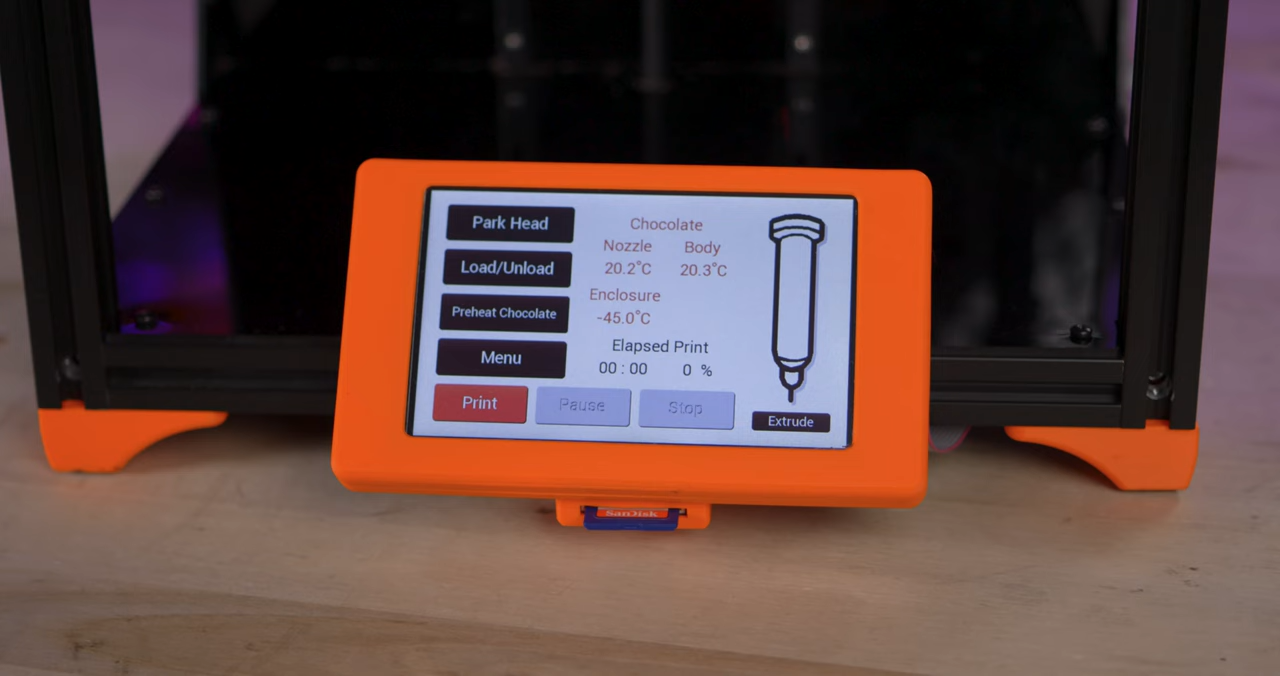 Park Head
Load/Unload
Preheat Chocolate
Menu
Print
Pause
Stop
Chocolate
Nozzle Body
20.2°C 20.3°C
Enclosure
-45.0°C
Elapsed Print
00 : 00 0 %
Extrude
SanDisk